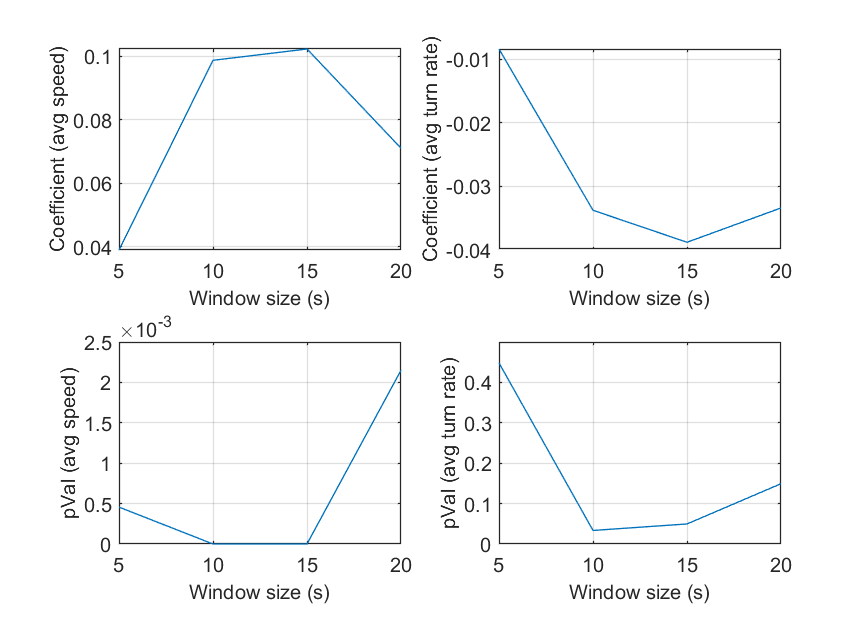 Coefficient (avg speed)
0.1
0.08
0.06
0.04
5 10 15 20
Window size (s)
Coefficient (avg turn rate)
-0.01
-0.02
-0.03
-0.04
5 10 15 20
Window size (s)
×10-3
pVal (avg speed)
2.5
2
1.5
1
0.5
0
5 10 15 20
Window size (s)
pVal (avg turn rate)
0.4
0.3
0.2
0.1
0
5 10 15 20
Window size (s)